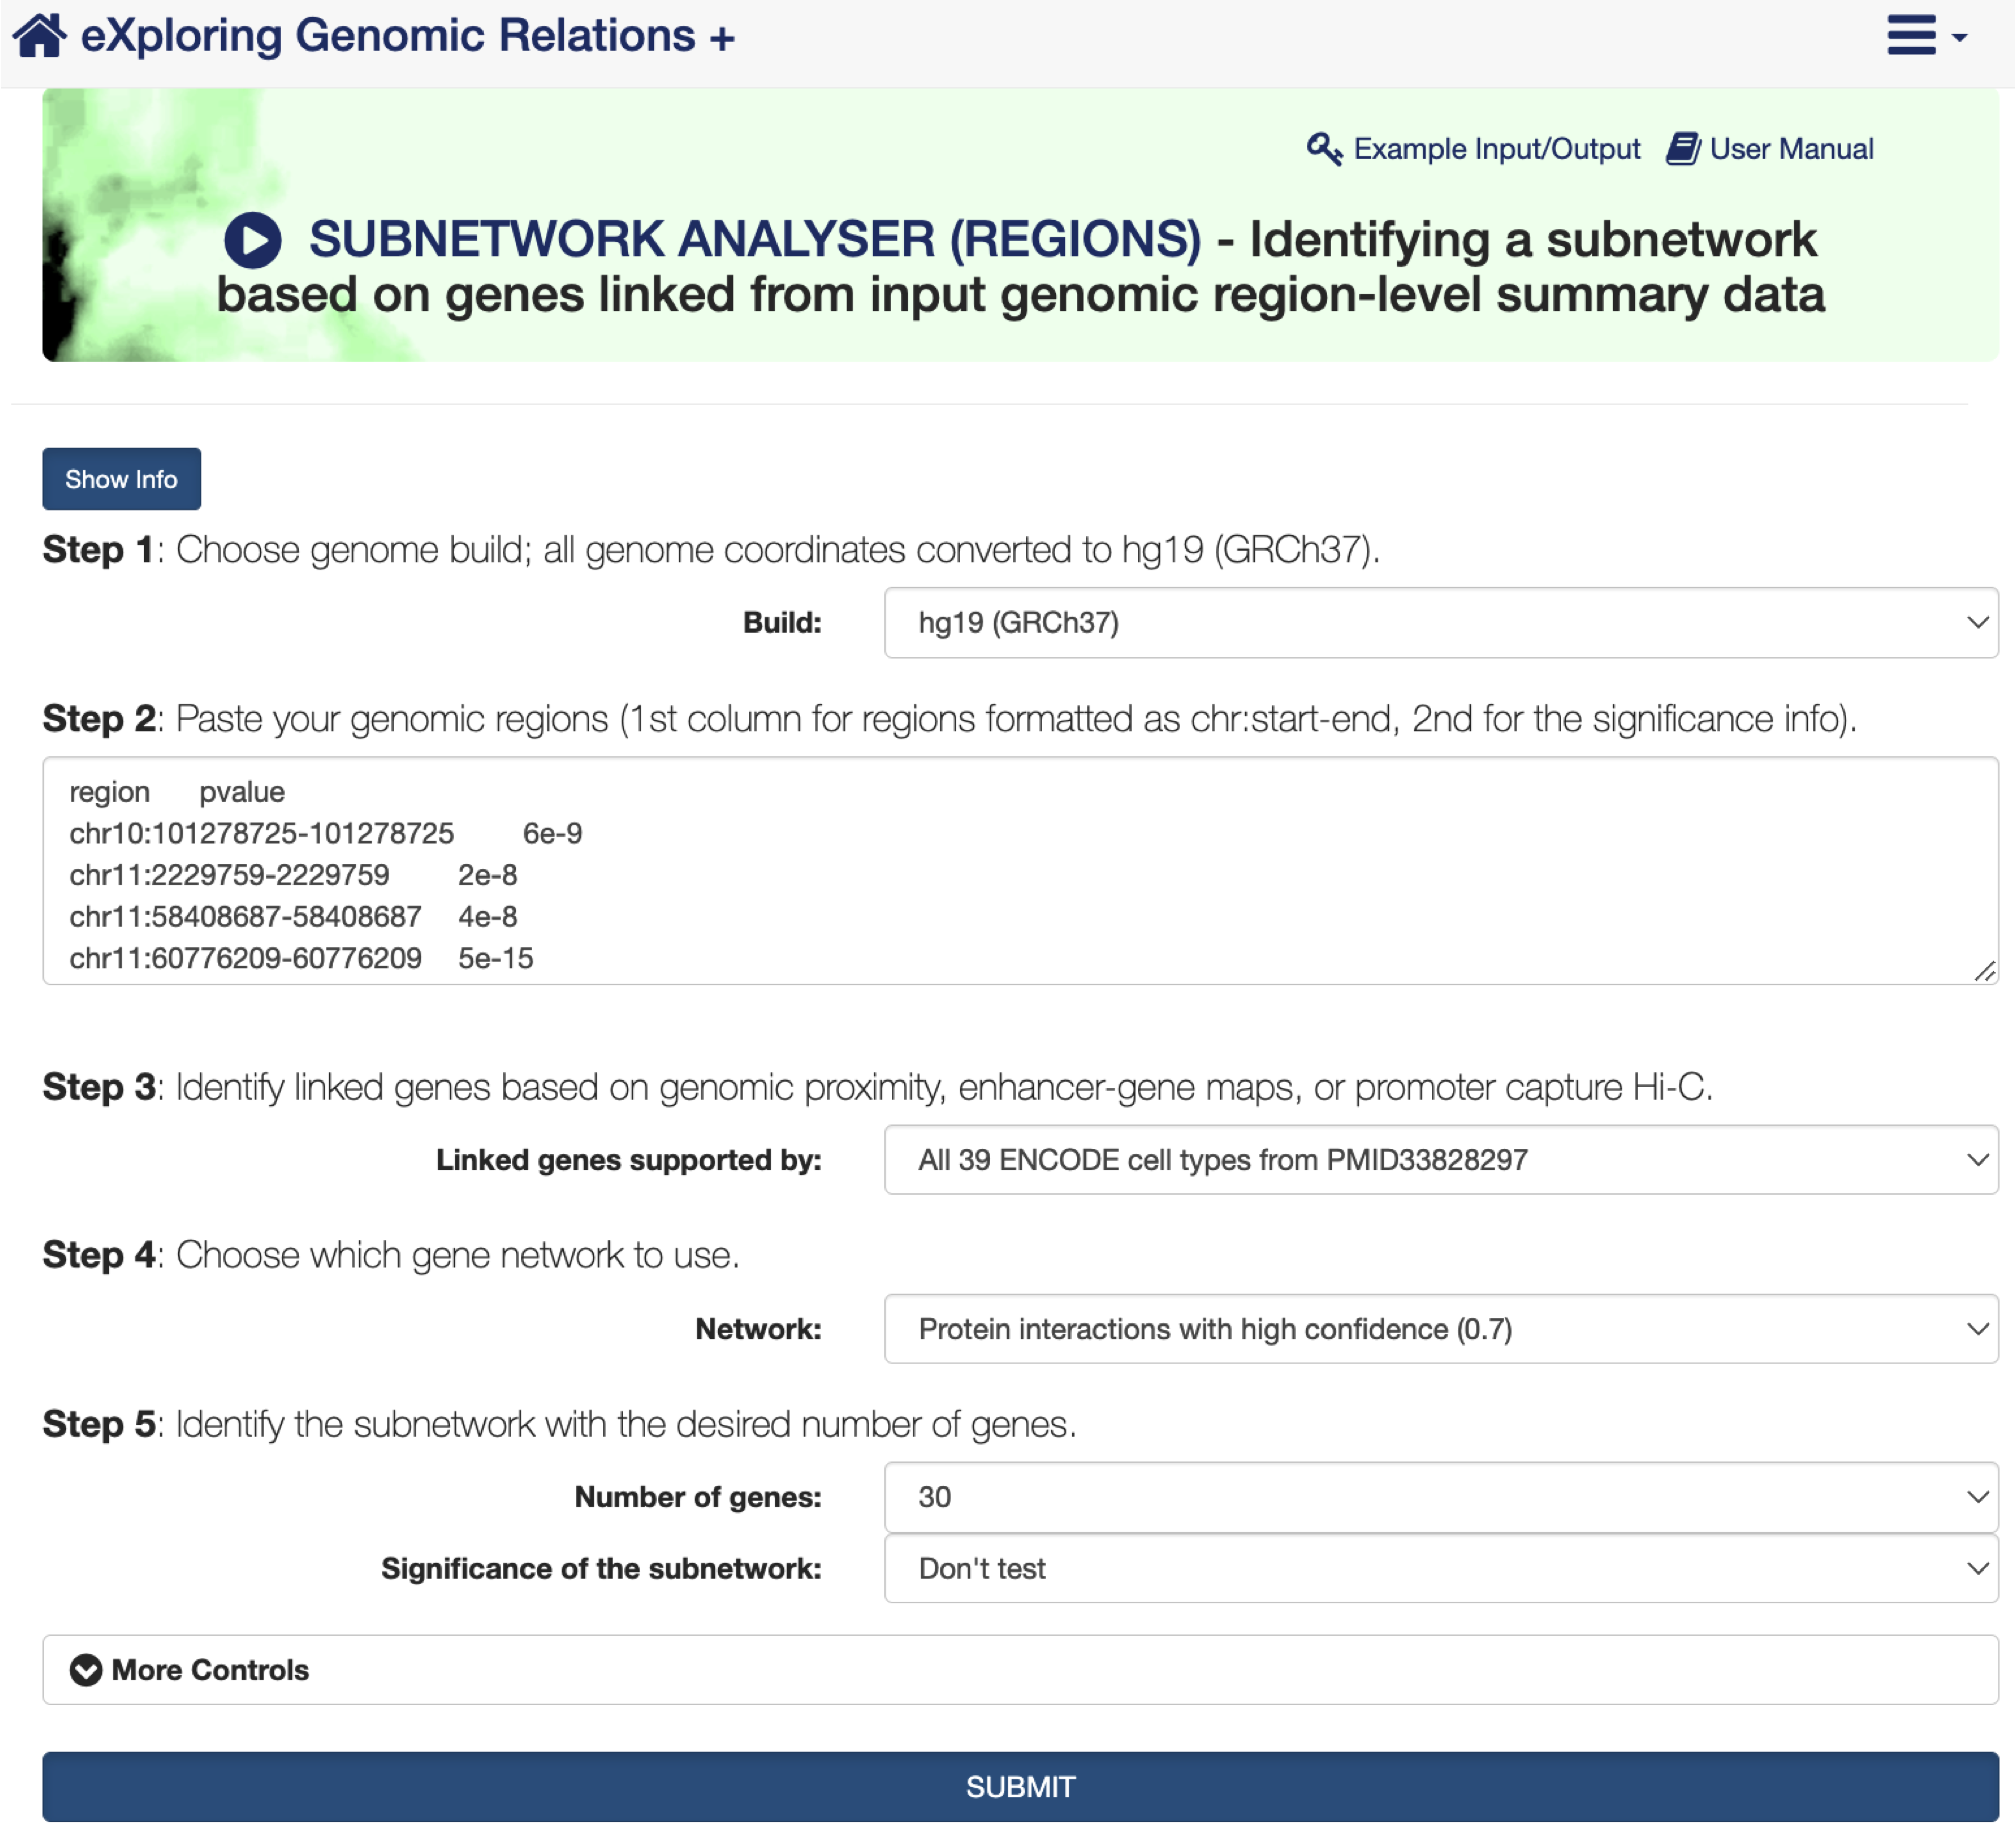 eXploring Genomic Relations +
Example Input/Output User Manual
SUBNETWORK ANALYSER (REGIONS) - Identifying a subnetwork
based on genes linked from input genomic region-level summary data
Show Info
Step 1: Choose genome build; all genome coordinates converted to hg19 (GRCh37).
Build: hg19 (GRCh37)
Step 2: Paste your genomic regions (1st column for regions formatted as chr:start-end, 2nd for the significance info).
region pvalue
chr10:101278725-101278725 6e-9
chr11:2229759-2229759 2e-8
chr11:58408687-58408687 4e-8
chr11:60776209-60776209 5e-15
Step 3: Identify linked genes based on genomic proximity, enhancer-gene maps, or promoter capture Hi-C.
Linked genes supported by: All 39 ENCODE cell types from PMID33828297
Step 4: Choose which gene network to use.
Network: Protein interactions with high confidence (0.7)
Step 5: Identify the subnetwork with the desired number of genes.
Number of genes: 30
Significance of the subnetwork: Don't test
More Controls
SUBMIT